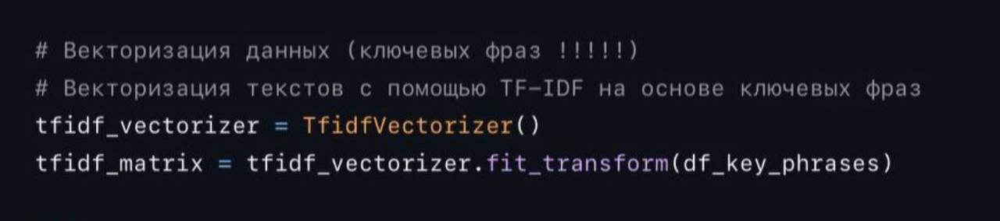 # Векторизация данных (ключевых фраз !!!!!)
# Векторизация текстов с помощью TF-IDF на основе ключевых фраз
tfidf_vectorizer = TfidfVectorizer()
tfidf_matrix = tfidf_vectorizer.fit_transform(df_key_phrases)